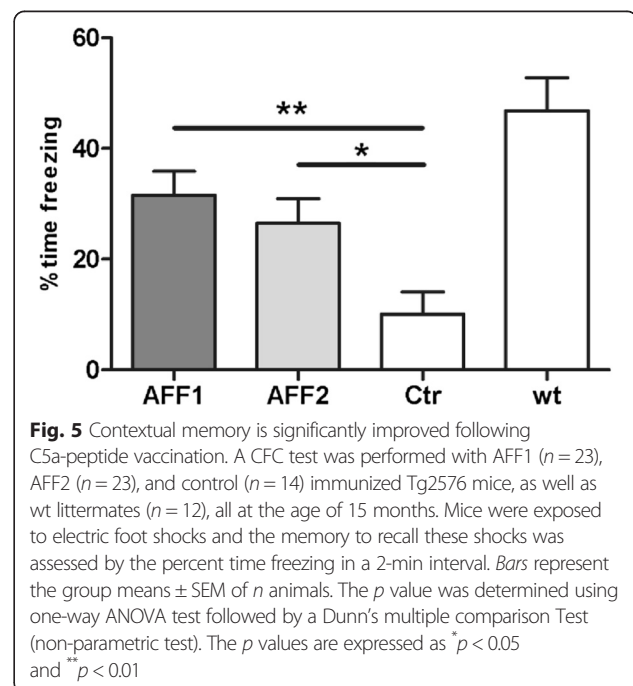 60
40
20
0
% time freezing
**
*
AFF1 AFF2 Ctr wt
Fig. 5 Contextual memory is significantly improved following
C5a-peptide vaccination. A CFC test was performed with AFF1 (n = 23),
AFF2 (n = 23), and control (n = 14) immunized Tg2576 mice, as well as
wt littermates (n = 12), all at the age of 15 months. Mice were exposed
to electric foot shocks and the memory to recall these shocks was
assessed by the percent time freezing in a 2-min interval. Bars represent
the group means ± SEM of n animals. The p value was determined using
one-way ANOVA test followed by a Dunn's multiple comparison Test
(non-parametric test). The p values are expressed as *p < 0.05
and **p < 0.01